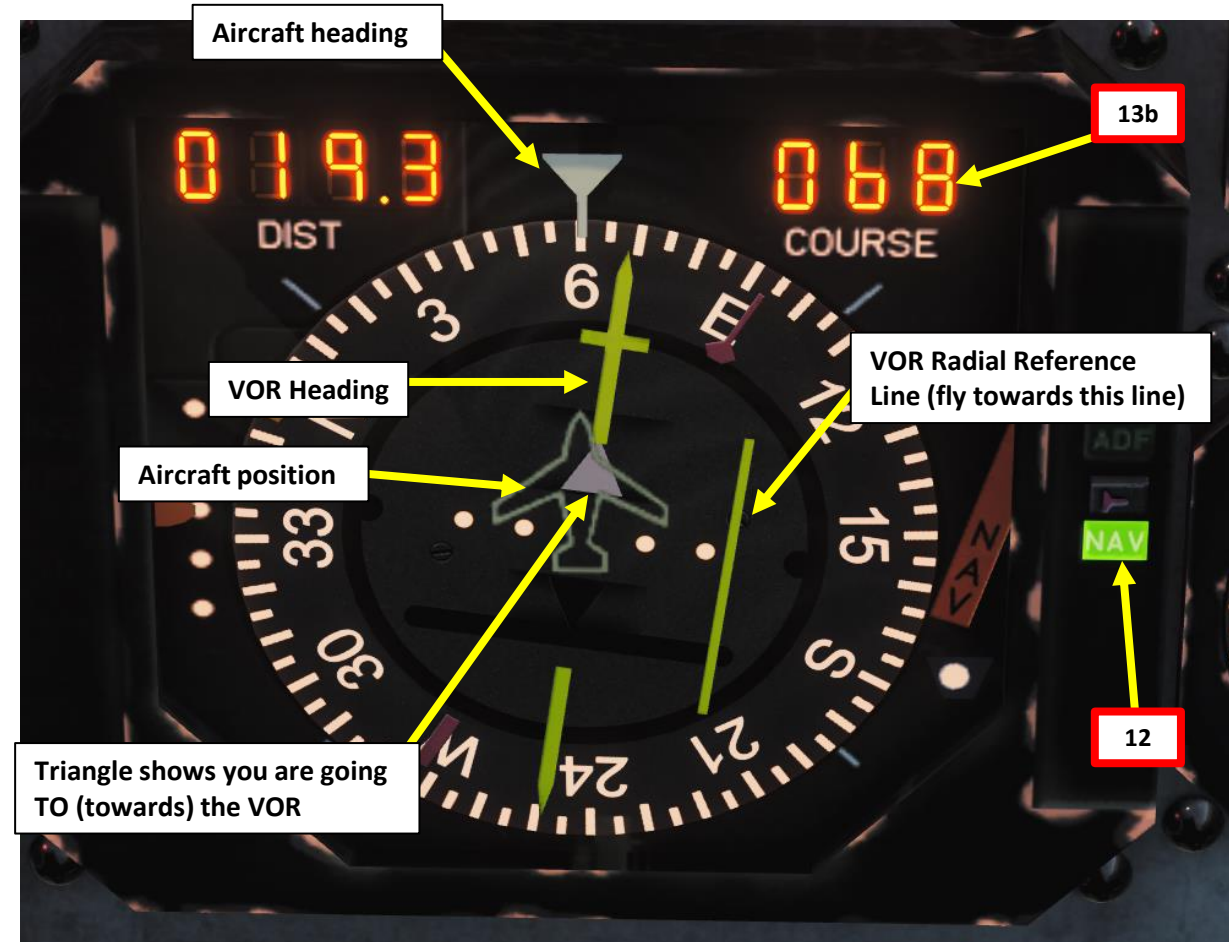 Aircraft heading
13b
019.3
068
DIST
COURSE
6
3
E
VOR Heading
VOR Radial Reference
Line (fly towards this line)
12
ADF
Aircraft position
33
15
NAV
NAV
30
S
W
24
21
12
Triangle shows you are going
TO (towards) the VOR